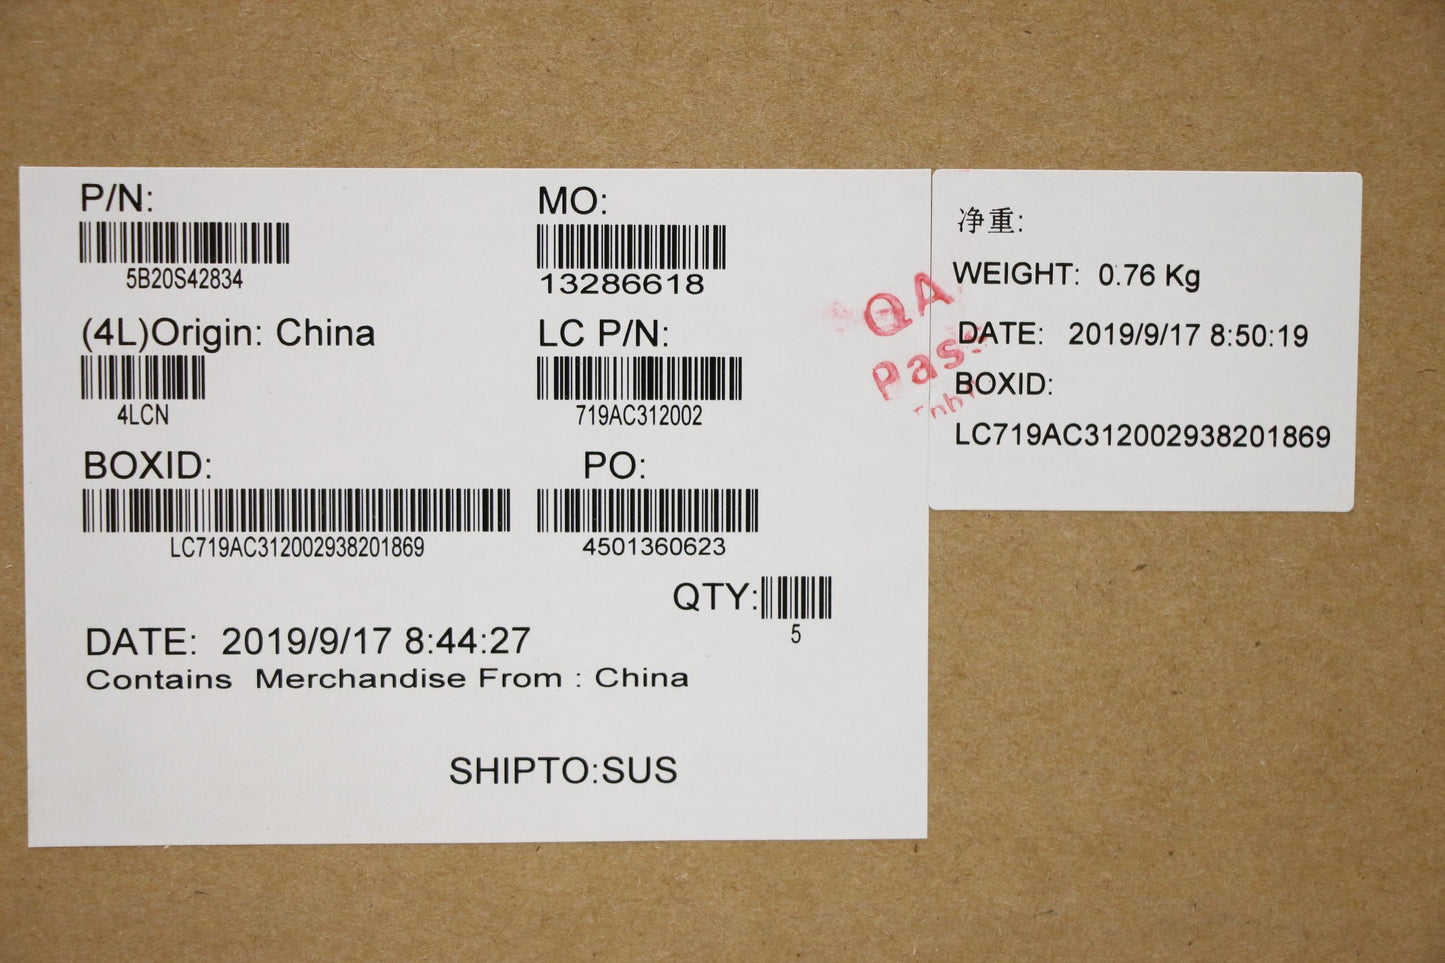 P/N:
5B20S42834
MO:
13286618
(4L)Origin: China
4LCN
LC P/N:
719AC312002
BOXID:
LC719AC312002938201869
PO:
4501360623
QTY:
5
DATE: 2019/9/17 8:44:27
Contains Merchandise From : China
SHIPTO:SUS
QA
Pass
净重:
WEIGHT: 0.76 Kg
DATE: 2019/9/17 8:50:19
BOXID:
LC719AC312002938201869